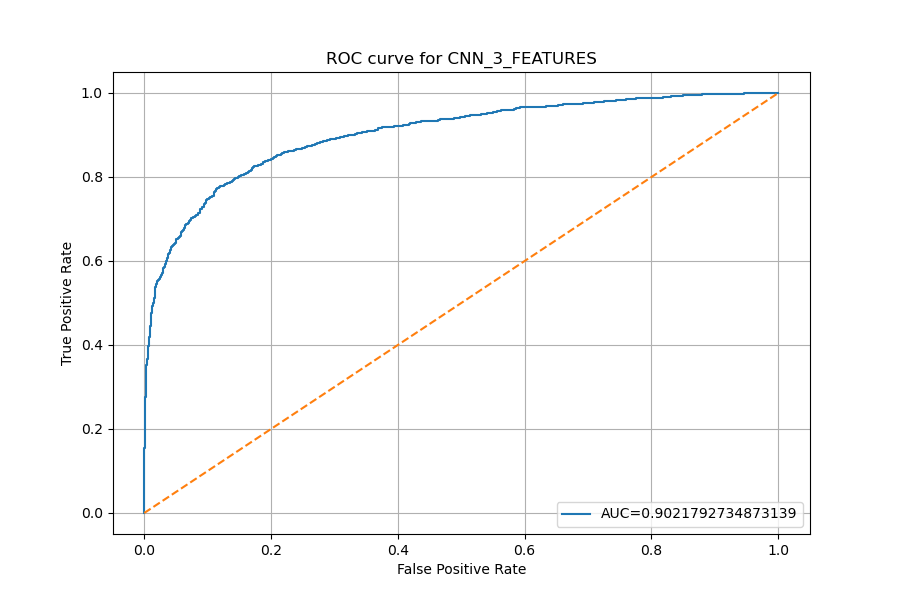 ROC curve for CNN_3_FEATURES
1.0
0.8
0.6
0.4
0.2
0.0
True Positive Rate
AUC=0.9021792734873139
0.0 0.2 0.4 0.6 0.8 1.0
False Positive Rate